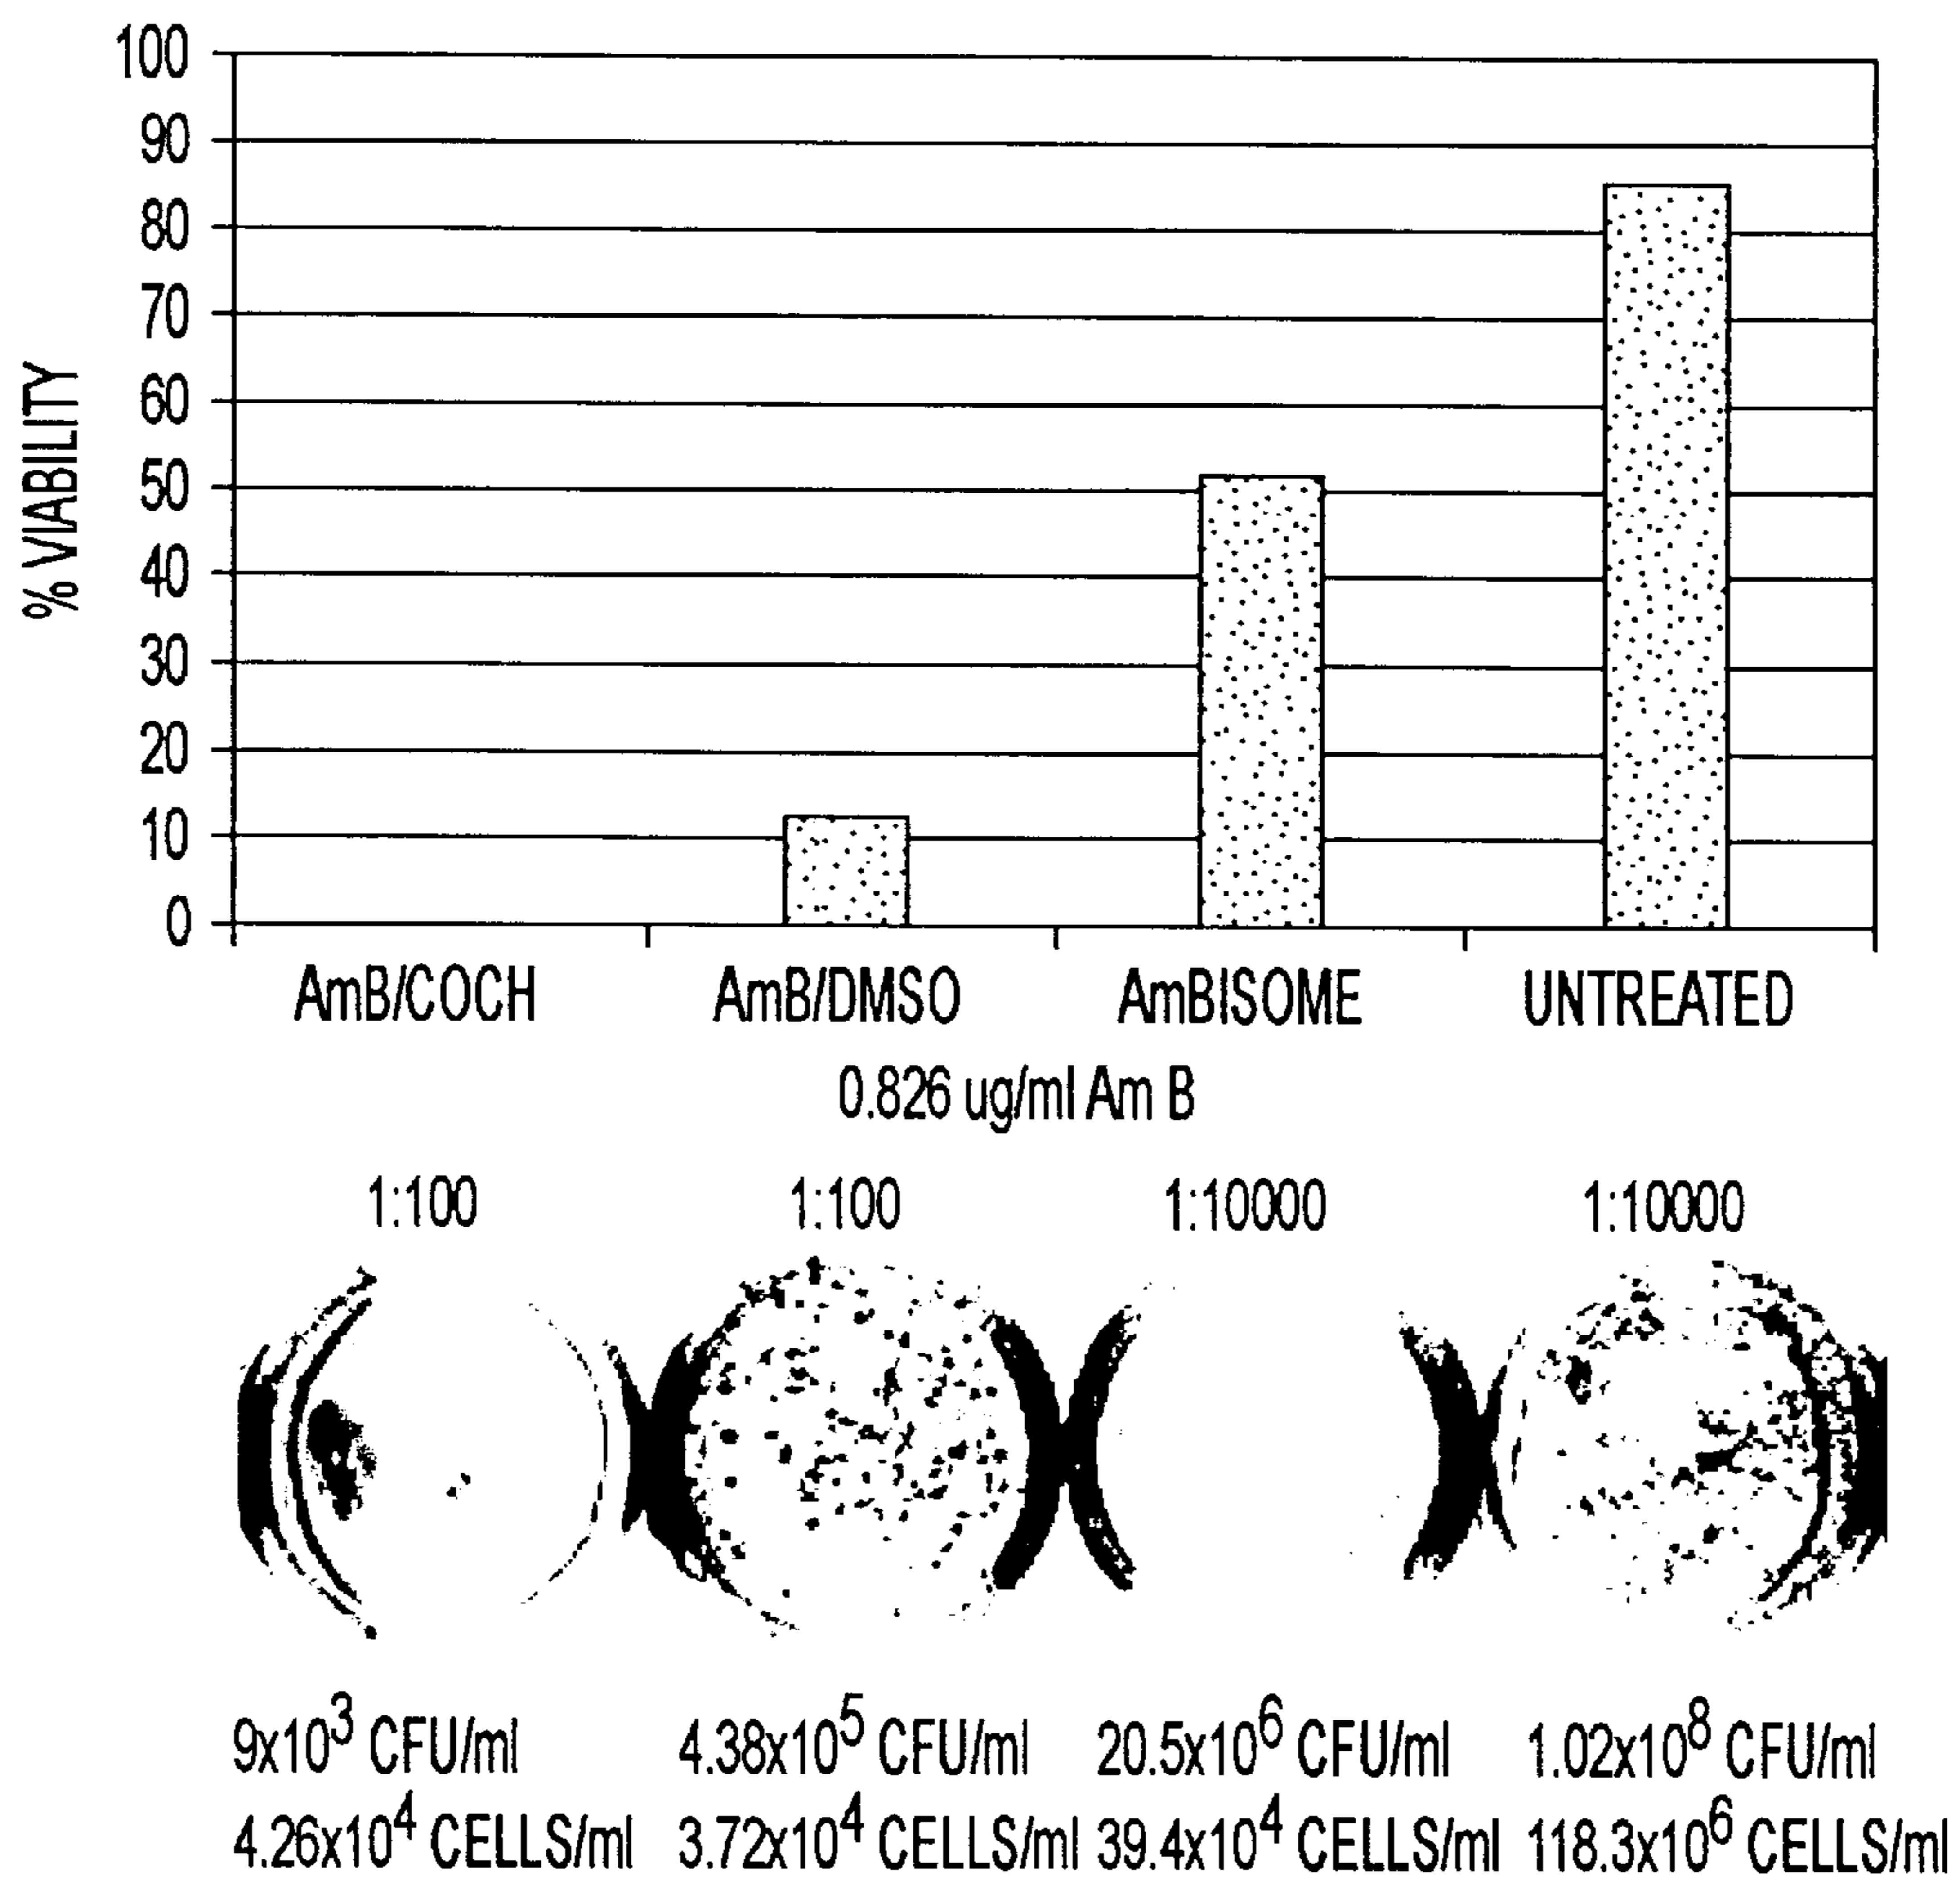 100
90
80
70
60
50
40
30
20
10
0
% VIABILITY
AmB/COCH AmB/DMSO AmBISOME UNTREATED
0.826 ug/ml Am B
1:100 1:100 1:10000 1:10000
9x10³ CFU/ml 4.38x10⁵ CFU/ml 20.5x10⁶ CFU/ml 1.02x10⁸ CFU/ml
4.26x10⁴ CELLS/ml 3.72x10⁴ CELLS/ml 39.4x10⁴ CELLS/ml 118.3x10⁶ CELLS/ml